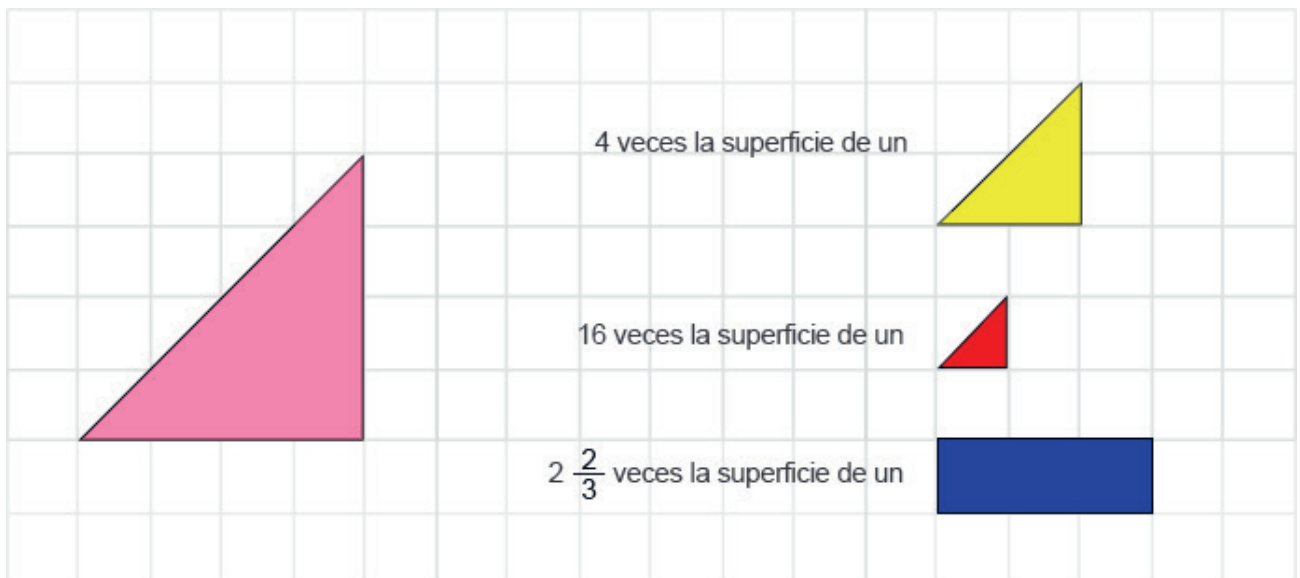 4 veces la superficie de un
16 veces la superficie de un
2 2/3 veces la superficie de un